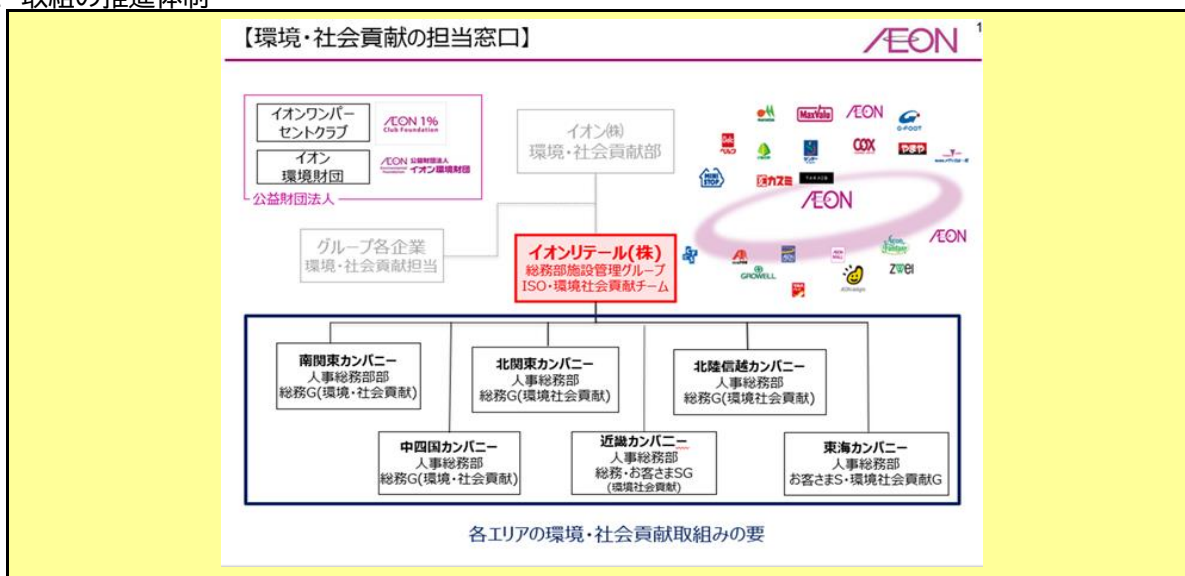 取組の推進体制
【環境・社会貢献の担当窓口】
ÆON
1
イオンワンパー
セントクラブ
ÆON 1%
Club Foundation
イオン
環境財団
ÆON 公益財団法人
イオン環境財団
公益財団法人
イオン㈱
環境・社会貢献部
グループ各企業
環境・社会貢献担当
イオンリテール(株)
総務部施設管理グループ
ISO・環境社会貢献チーム
MaxValu
ÆON
G-FOOT
COX
やまや
MINI
STOP
カスミ
ÆON
ÆON
GROWELL
zwei
南関東カンパニー
人事総務部部
総務G(環境・社会貢献)
北関東カンパニー
人事総務部
総務G(環境社会貢献)
北陸信越カンパニー
人事総務部
総務G(環境社会貢献)
中四国カンパニー
人事総務部
総務G(環境・社会貢献)
近畿カンパニー
人事総務部
総務・お客さまSG
(環境社会貢献)
東海カンパニー
人事総務部
お客さまS・環境社会貢献G
各エリアの環境・社会貢献取組みの要